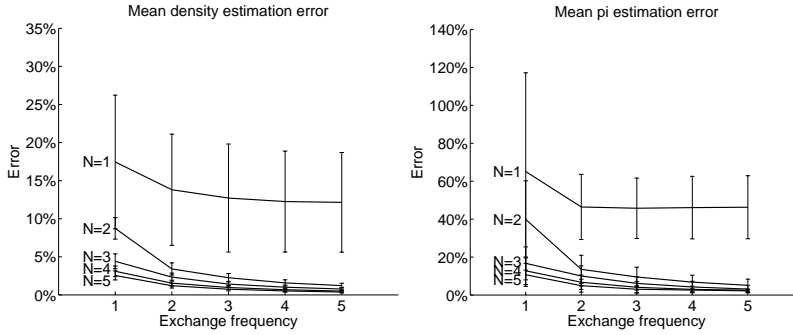 Mean density estimation error
35%
30%
25%
20%
15%
10%
5%
0%
Error
N=1
N=2
N=3
N=4
N=5
1 2 3 4 5
Exchange frequency
Mean pi estimation error
140%
120%
100%
80%
60%
40%
20%
0%
Error
N=1
N=2
N=3
N=4
N=5
1 2 3 4 5
Exchange frequency